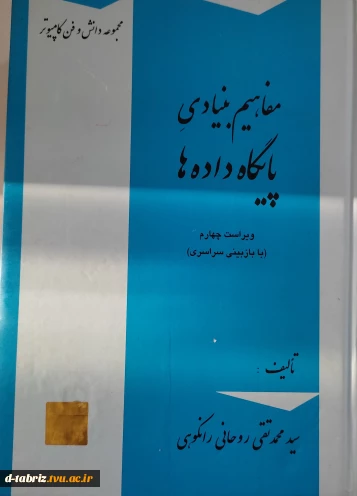 مجموعه دانش و فن کامپیوتر
مفاهیم بنیادیِ
پایگاه داده ها
ویراست چهارم
(با بازبینی سراسری)
تألیف :
سید محمدتقی روحانی رانکوهی
d-tabriz.tvu.ac.ir